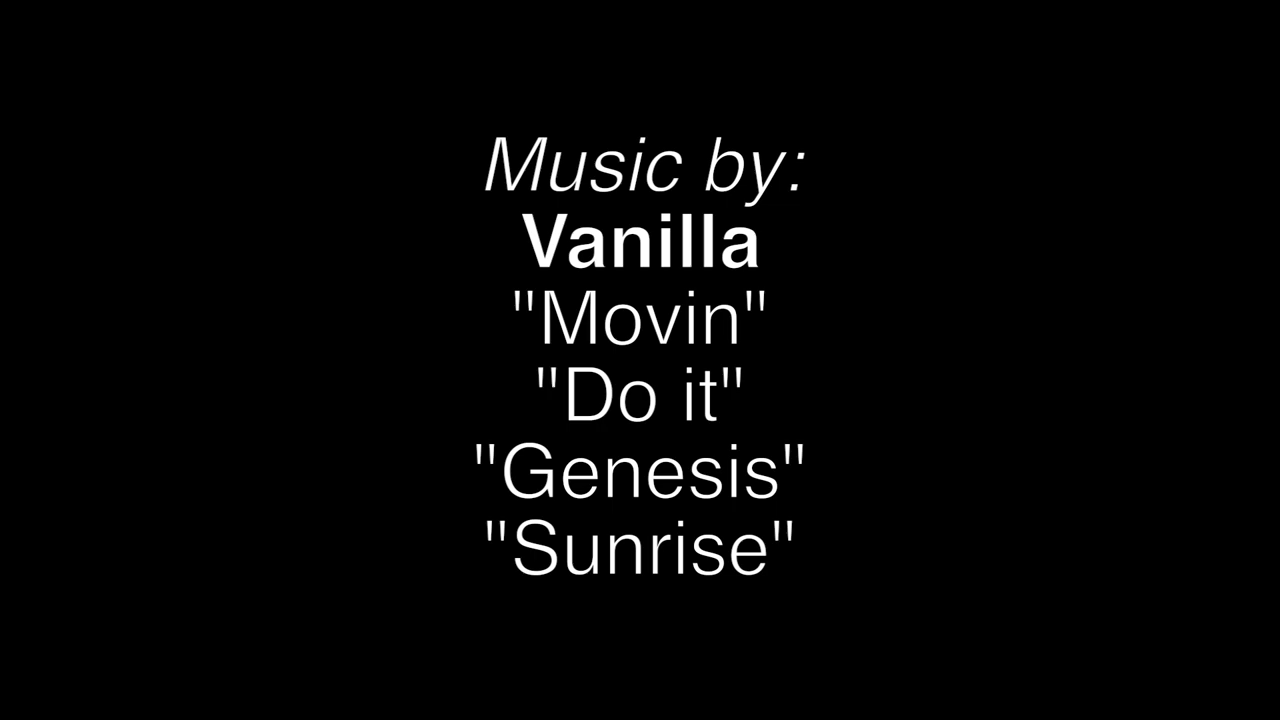 Music by:
Vanilla
"Movin"
"Do it"
"Genesis"
"Sunrise"